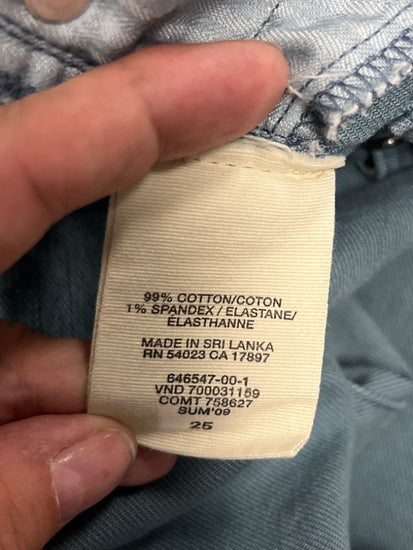 99% COTTON/COTON
1% SPANDEX / ELASTANE/
ÉLASTHANNE
MADE IN SRI LANKA
RN 54023 CA 17897
646547-00-1
VND 700031159
COMT 758627
SUM'09
25